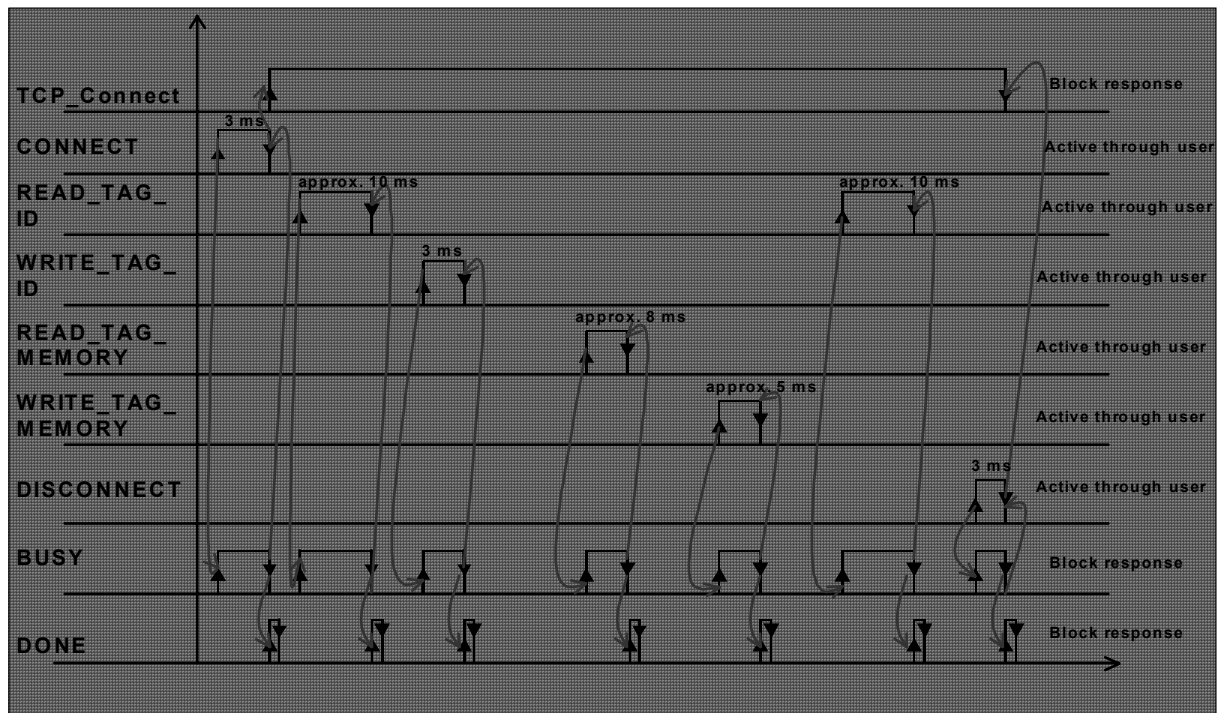 TCP_Connect
Block response
3 ms
CONNECT
Active through user
approx. 10 ms
approx. 10 ms
READ_TAG_
ID
Active through user
3 ms
WRITE_TAG_
ID
Active through user
approx. 8 ms
READ_TAG_
MEMORY
Active through user
approx. 5 ms
WRITE_TAG_
MEMORY
Active through user
3 ms
DISCONNECT
Active through user
BUSY
Block response
DONE
Block response